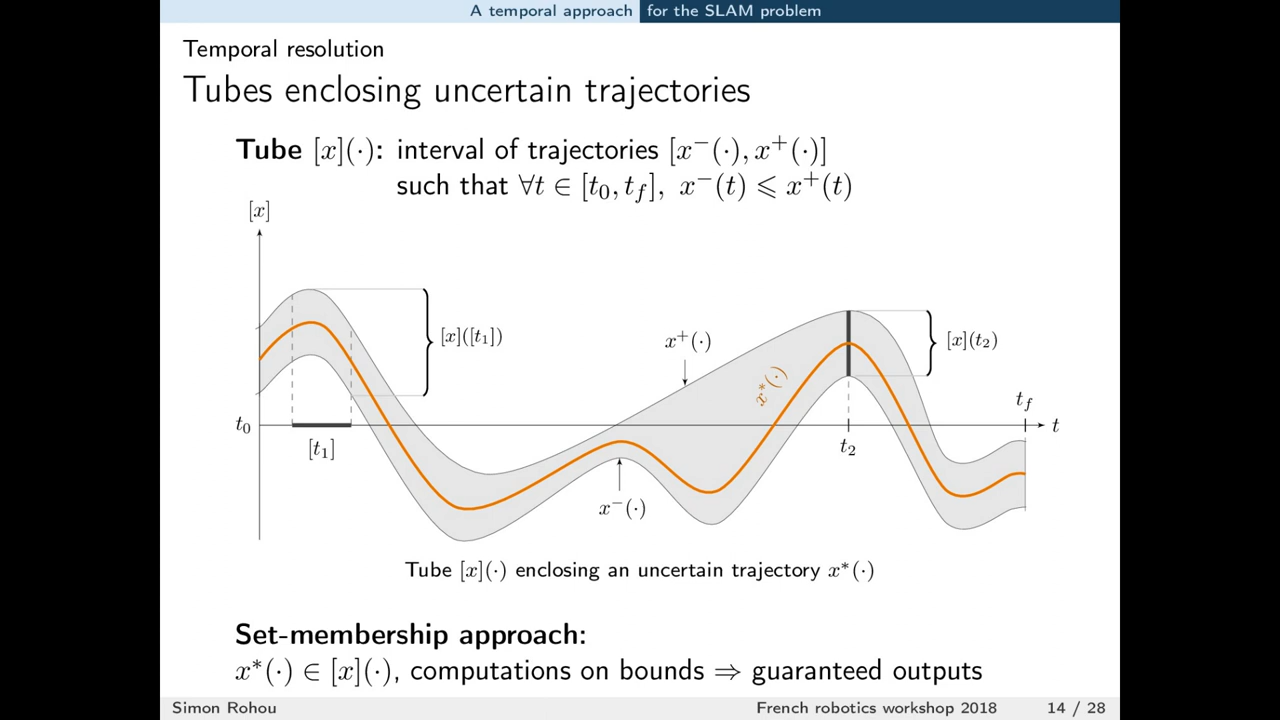 A temporal approach for the SLAM problem
Temporal resolution
Tubes enclosing uncertain trajectories
Tube [x](·): interval of trajectories [x⁻(·), x⁺(·)]
such that ∀t ∈ [t₀, t_f], x⁻(t) ⩽ x⁺(t)
[x]
[x]([t₁])
x⁺(·)
[x](t₂)
x*(·)
t_f
t₀
t
[t₁]
t₂
x⁻(·)
Tube [x](·) enclosing an uncertain trajectory x*(·)
Set-membership approach:
x*(·) ∈ [x](·), computations on bounds ⇒ guaranteed outputs
Simon Rohou French robotics workshop 2018 14 / 28